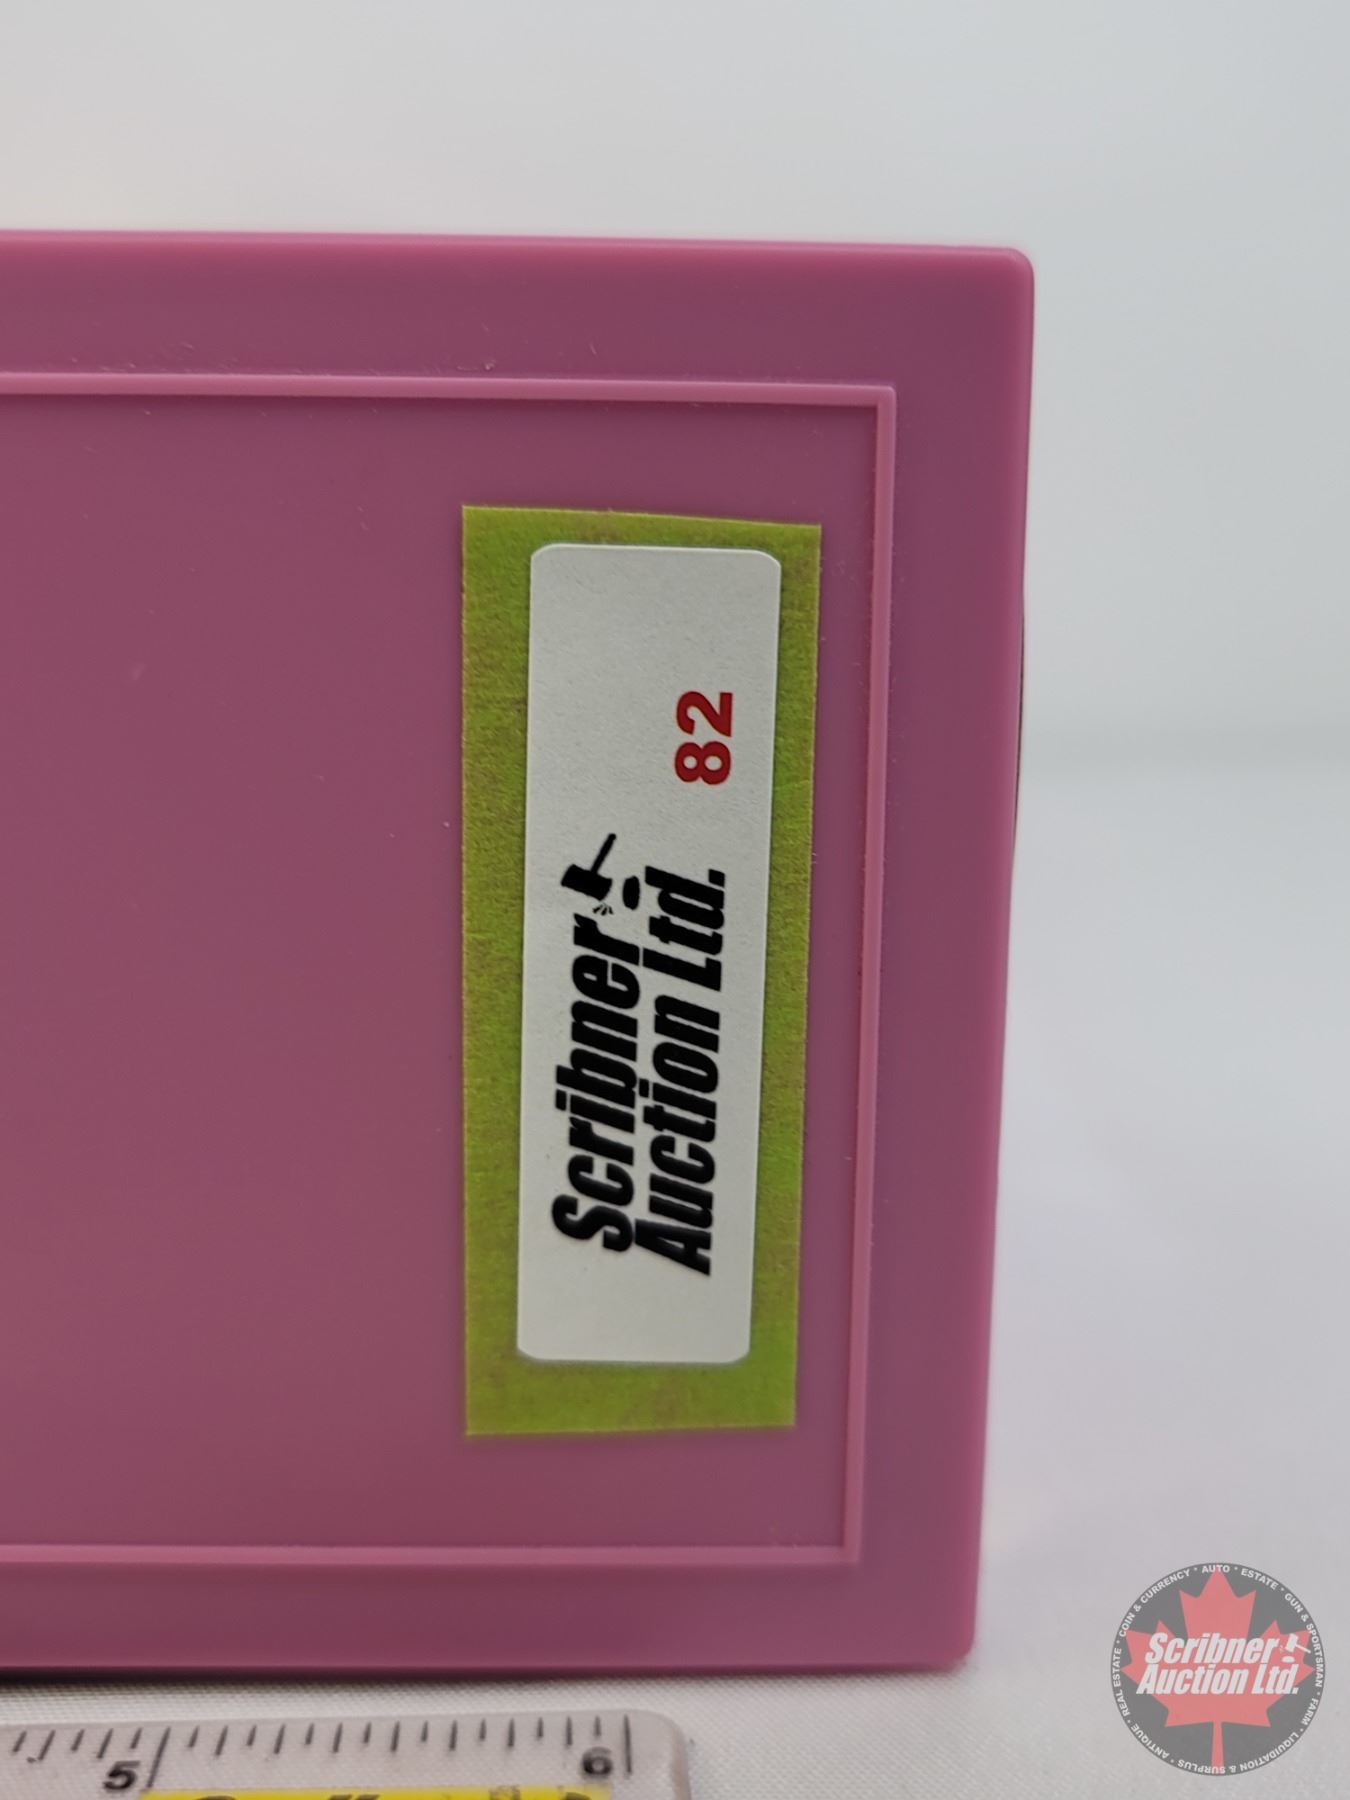 Scribner
Auction Ltd.
82
5
6
COIN & CURRENCY • AUTO • ESTATE • GUN & SPORTSMAN • FARM • LIQUIDATION & SURPLUS • ANTIQUE • REAL ESTATE •
Scribner
Auction Ltd.